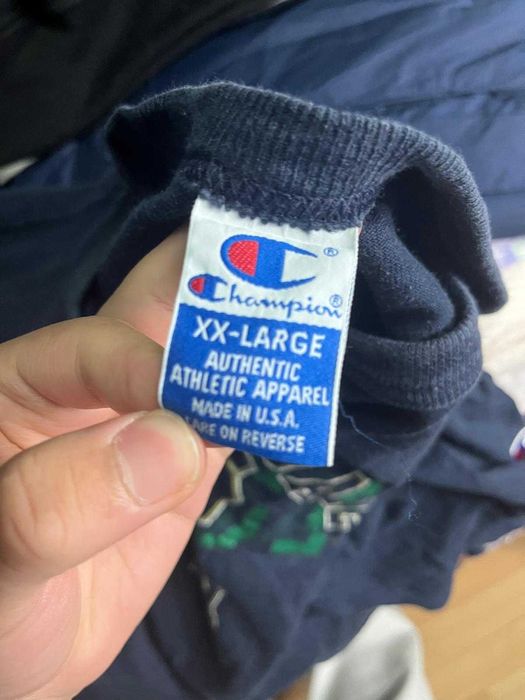 ®
Champion®
XX-LARGE
AUTHENTIC
ATHLETIC APPAREL
MADE IN U.S.A.
CARE ON REVERSE